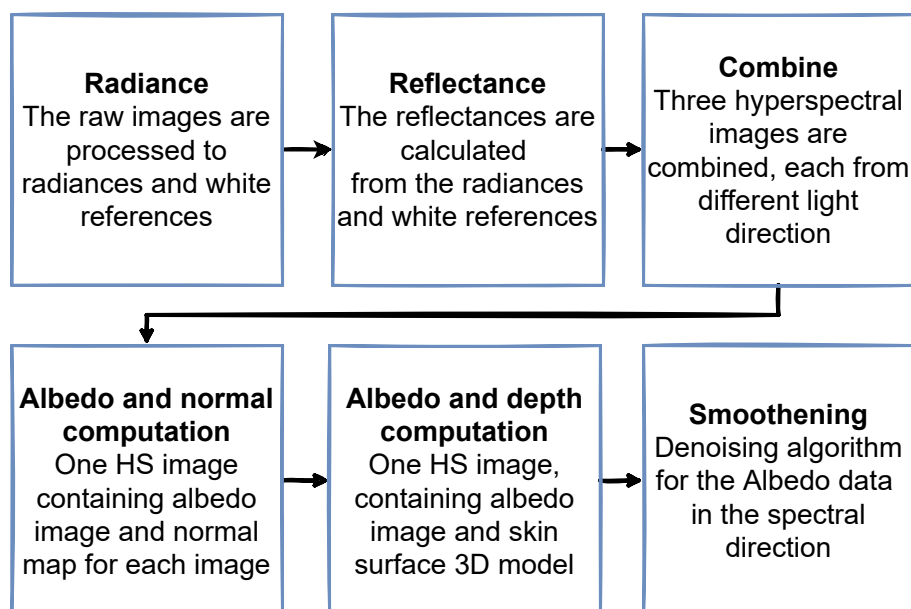 Radiance
The raw images are
processed to
radiances and white
references
Reflectance
The reflectances are
calculated
from the radiances
and white references
Combine
Three hyperspectral
images are
combined, each from
different light
direction
Albedo and normal
computation
One HS image
containing albedo
image and normal
map for each image
Albedo and depth
computation
One HS image,
containing albedo
image and skin
surface 3D model
Smoothening
Denoising algorithm
for the Albedo data
in the spectral
direction